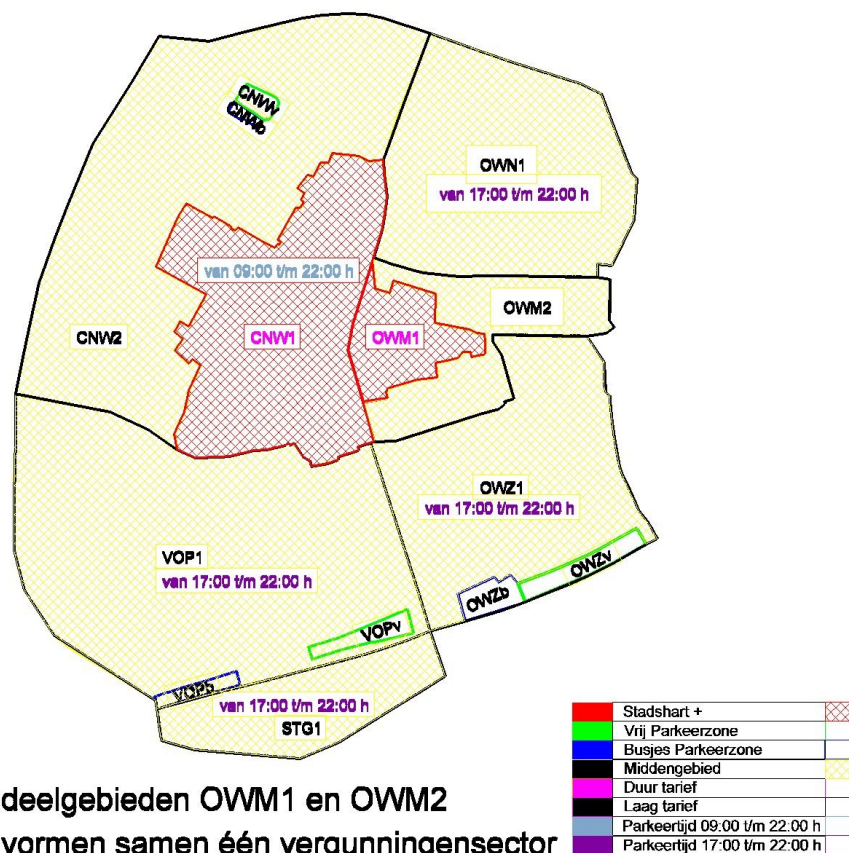 CNWv
CNWb
OWN1
van 17:00 t/m 22:00 h
van 09:00 t/m 22:00 h
OWM2
CNW2
CNW1
OWM1
OWZ1
van 17:00 t/m 22:00 h
VOP1
van 17:00 t/m 22:00 h
OWZv
OWZb
VOPv
VOPb
van 17:00 t/m 22:00 h
STG1
Stadshart +
Vrij Parkeerzone
Busjes Parkeerzone
Middengebied
Duur tarief
Laag tarief
Parkeertijd 09:00 t/m 22:00 h
Parkeertijd 17:00 t/m 22:00 h
deelgebieden OWM1 en OWM2
vormen samen één vergunningensector